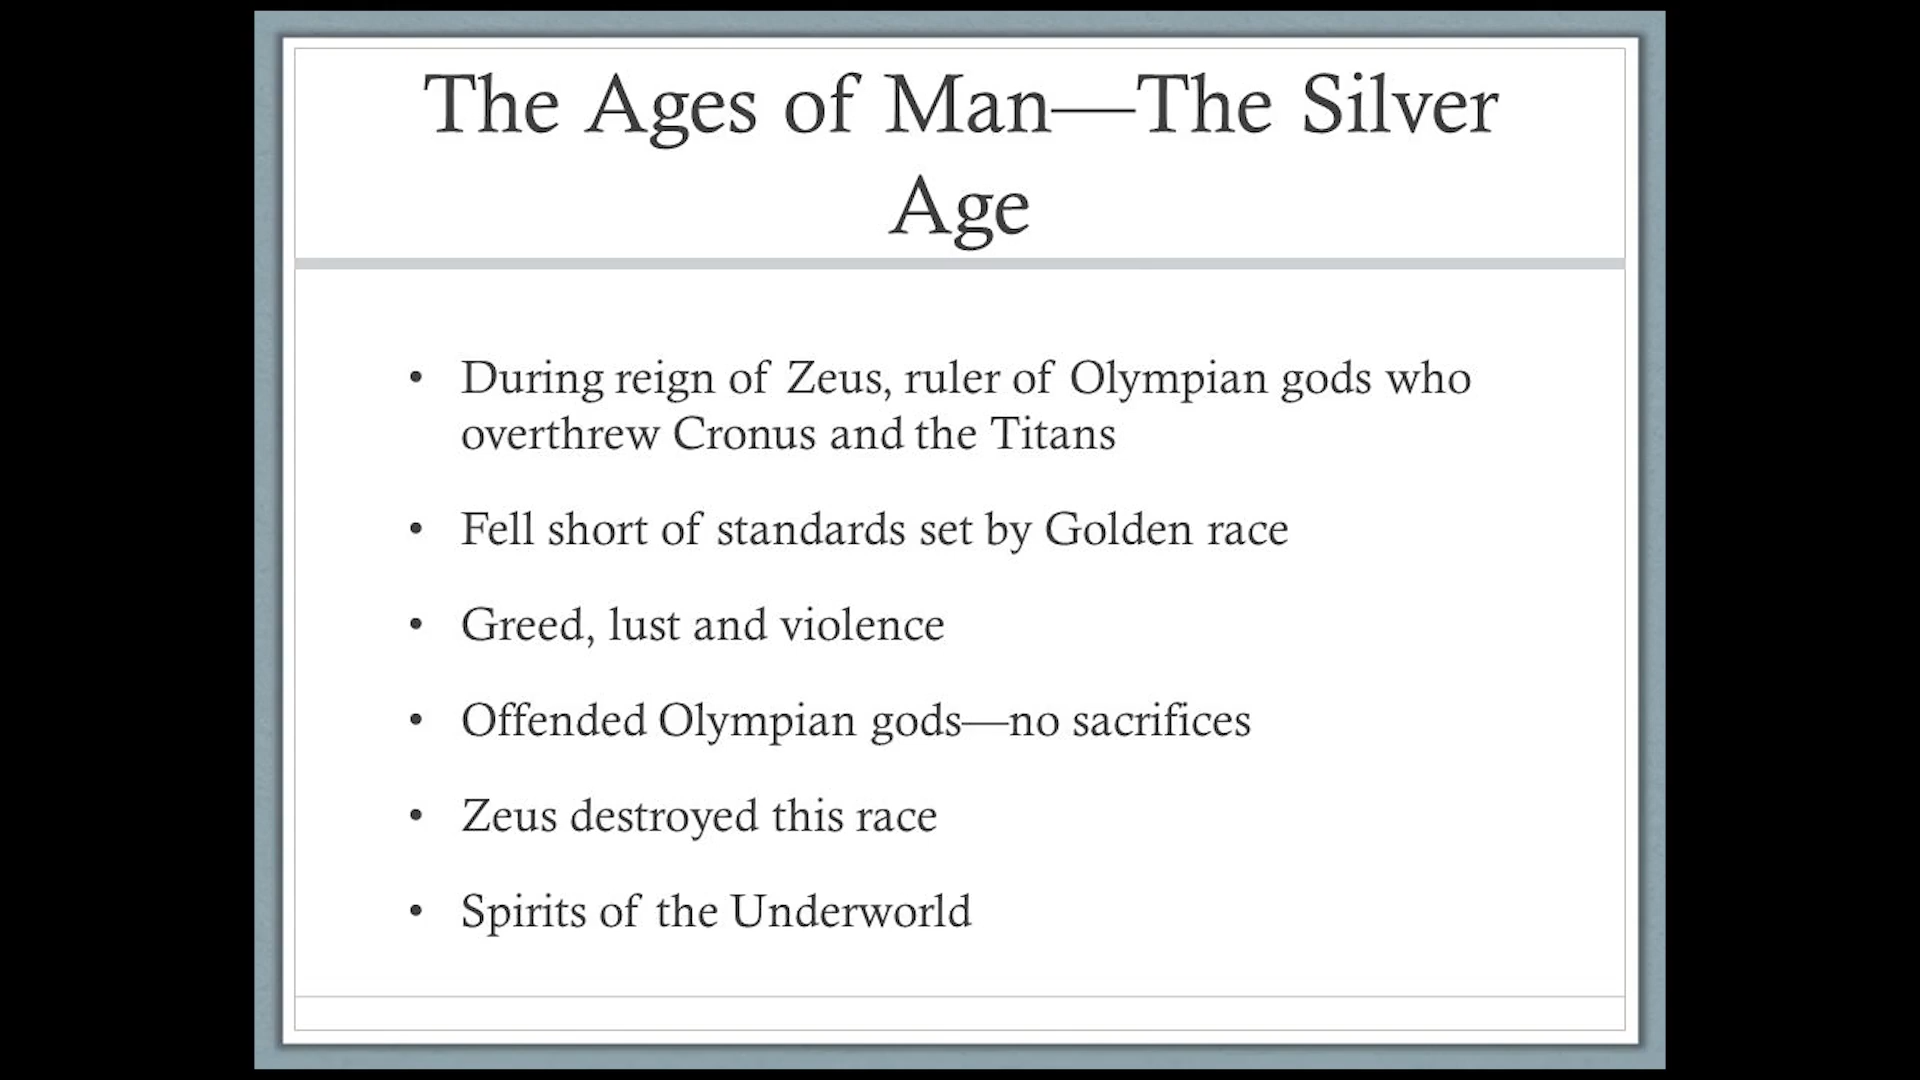 The Ages of Man—The Silver
Age
• During reign of Zeus, ruler of Olympian gods who
overthrew Cronus and the Titans
• Fell short of standards set by Golden race
• Greed, lust and violence
• Offended Olympian gods—no sacrifices
• Zeus destroyed this race
• Spirits of the Underworld